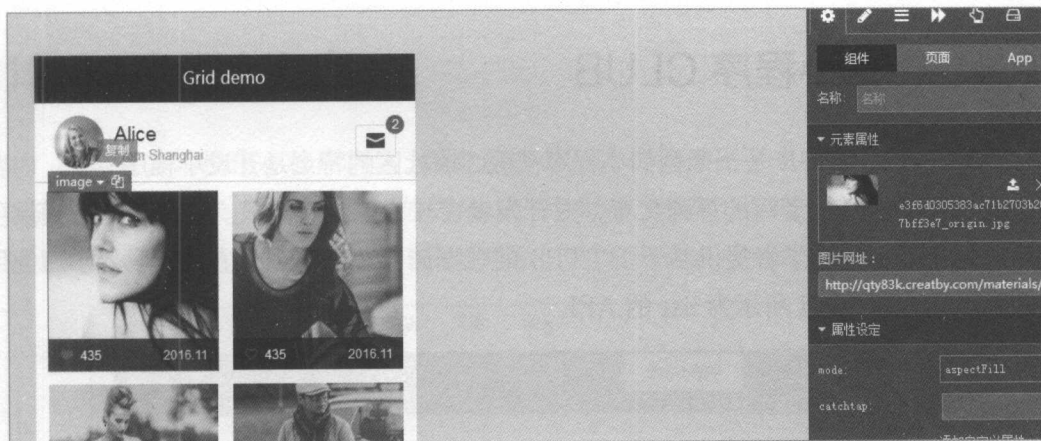 Grid demo
Alice
Shanghai
2
复制
image
435
2016.11
435
2016.11
组件
页面
App
名称:
名称
元素属性
e3f6d0305383ac71b2703b2
7bff3e7_origin.jpg
图片网址：
http://qty83k.creatby.com/materials/
属性设定
mode:
aspectFill
catchtap: